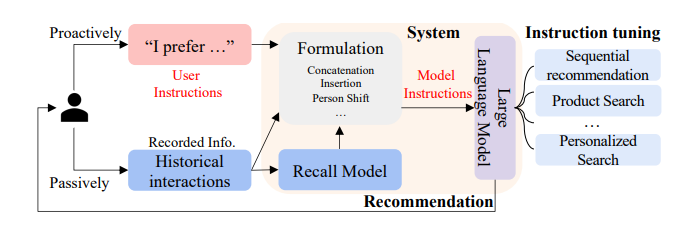 Proactively
“I prefer …”
User
Instructions
Passively
Recorded Info.
Historical
interactions
System
Formulation
Concatenation
Insertion
Person Shift
…
Recall Model
Model
Instructions
Large
Language Model
Recommendation
Instruction tuning
Sequential
recommendation
Product Search
…
Personalized
Search